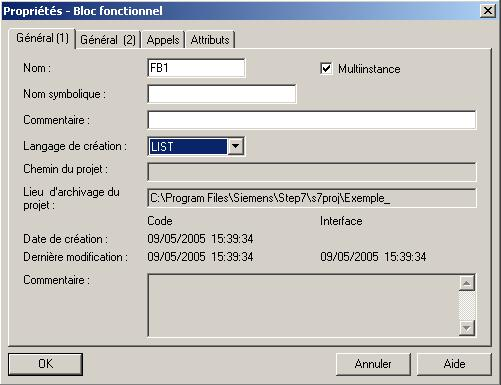 Propriétés - Bloc fonctionnel
Général (1) Général (2) Appels Attributs
Nom : FB1 Multiinstance
Nom symbolique :
Commentaire :
Langage de création : LIST
Chemin du projet :
Lieu d'archivage du
projet : C:\Program Files\Siemens\Step7\s7proj\Exemple_
Code Interface
Date de création : 09/05/2005 15:39:34
Dernière modification : 09/05/2005 15:39:34 09/05/2005 15:39:34
Commentaire :
OK Annuler Aide